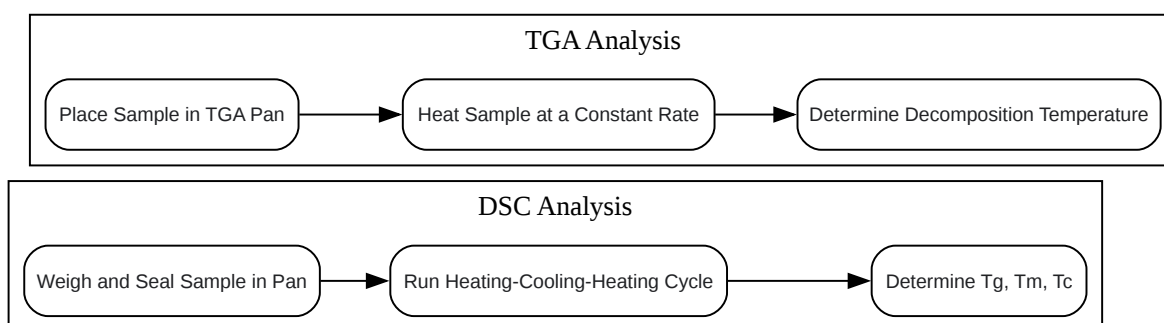 TGA Analysis
Place Sample in TGA Pan
Heat Sample at a Constant Rate
Determine Decomposition Temperature
DSC Analysis
Weigh and Seal Sample in Pan
Run Heating-Cooling-Heating Cycle
Determine Tg, Tm, Tc